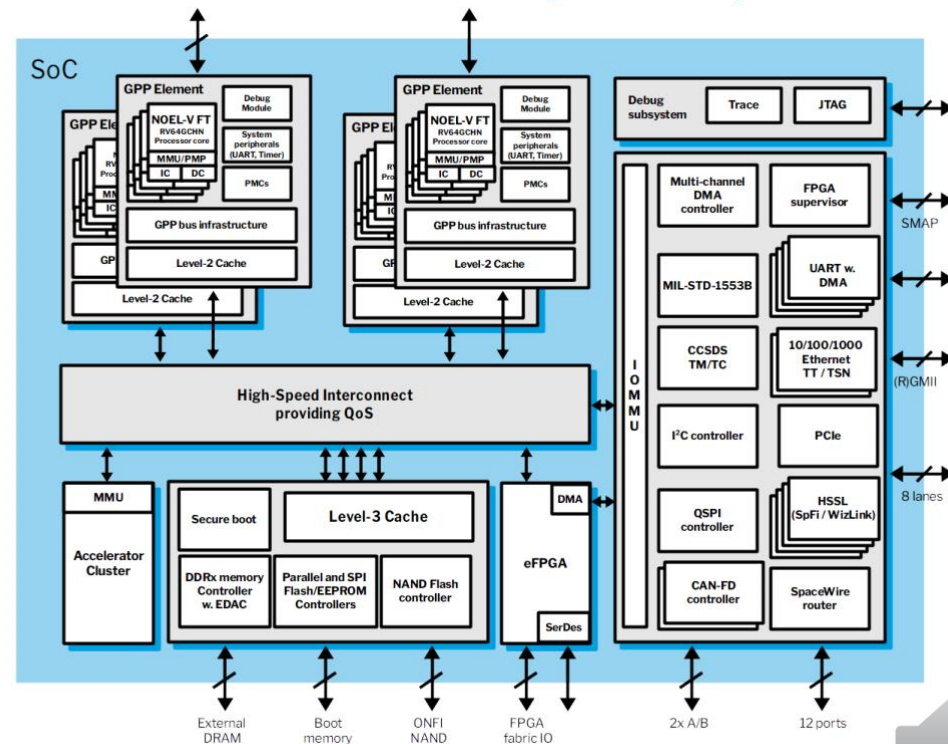 SoC
GPP Element
NOEL-V FT
RV64GCHN
Processor core
MMU/PMP
IC DC
Debug
Module
System
peripherals
(UART, Timer)
PMCs
GPP bus infrastructure
Level-2 Cache
Level-2 Cache
GPP Element
NOEL-V FT
RV64GCHN
Processor core
MMU/PMP
IC DC
Debug
Module
System
peripherals
(UART, Timer)
PMCs
GPP bus infrastructure
Level-2 Cache
Level-2 Cache
Debug
subsystem
Trace
JTAG
High-Speed Interconnect
providing QoS
IOMMU
Multi-channel
DMA
controller
FPGA
supervisor
SMAP
MIL-STD-1553B
UART w.
DMA
CCSDS
TM/TC
10/100/1000
Ethernet
TT / TSN
(R)GMII
I²C controller
PCIe
8 lanes
QSPI
controller
HSSL
(SpFi / WizLink)
CAN-FD
controller
SpaceWire
router
MMU
Accelerator
Cluster
Secure boot
Level-3 Cache
DDRx memory
Controller
w. EDAC
Parallel and SPI
Flash/EEPROM
Controllers
NAND Flash
controller
DMA
eFPGA
SerDes
External
DRAM
Boot
memory
ONFI
NAND
FPGA
fabric IO
2x A/B
12 ports